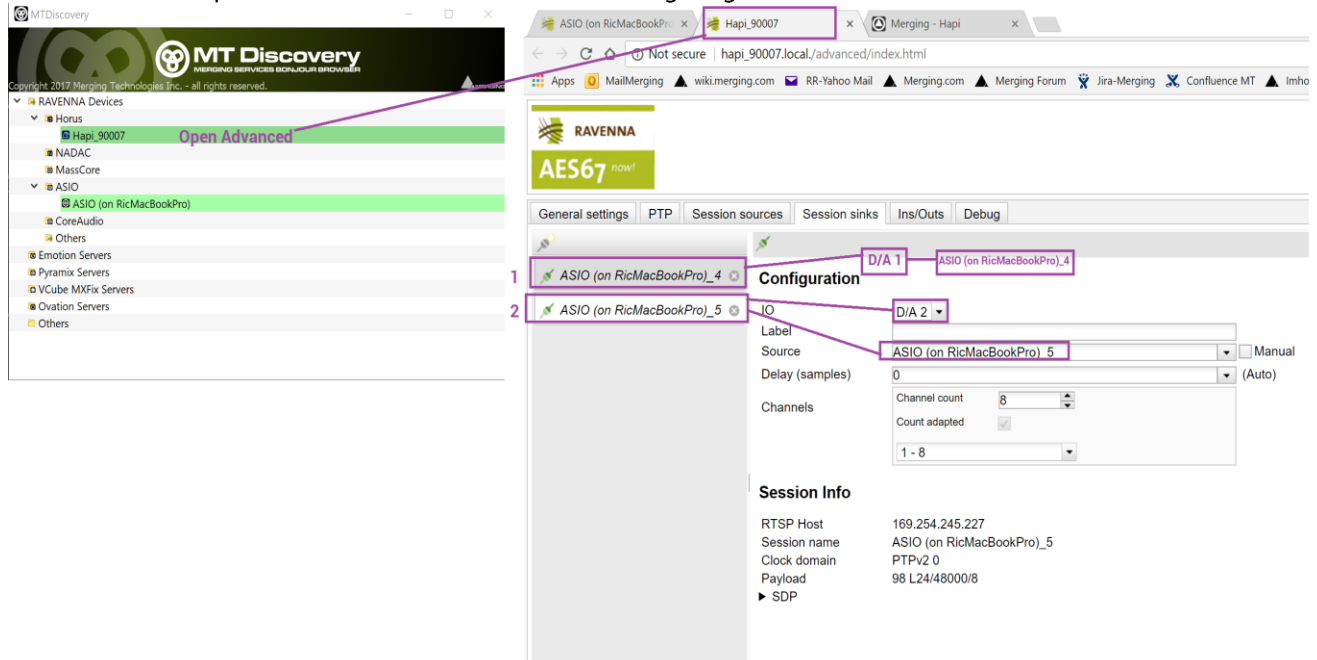 MTDiscovery
MT Discovery
MERGING SERVICES BONJOUR BROWSER
Copyright 2017 Merging Technologies Inc. - all rights reserved.
RAVENNA Devices
Horus
Hapi_90007
Open Advanced
NADAC
MassCore
ASIO
ASIO (on RicMacBookPro)
CoreAudio
Others
Emotion Servers
Pyramix Servers
VCube MXFix Servers
Ovation Servers
Others
ASIO (on RicMacBookPro
Hapi_90007
Merging - Hapi
Not secure
hapi_90007.local./advanced/index.html
Apps MailMerging wiki.merging.com RR-Yahoo Mail Merging.com Merging Forum Jira-Merging Confluence MT Imho
RAVENNA
AES67 now!
General settings PTP Session sources Session sinks Ins/Outs Debug
1 ASIO (on RicMacBookPro)_4
2 ASIO (on RicMacBookPro)_5
D/A 1 ASIO (on RicMacBookPro)_4
Configuration
IO D/A 2
Label
Source ASIO (on RicMacBookPro)_5 Manual
Delay (samples) 0 (Auto)
Channels
Channel count 8
Count adapted
1 - 8
Session Info
RTSP Host 169.254.245.227
Session name ASIO (on RicMacBookPro)_5
Clock domain PTPv2 0
Payload 98 L24/48000/8
SDP